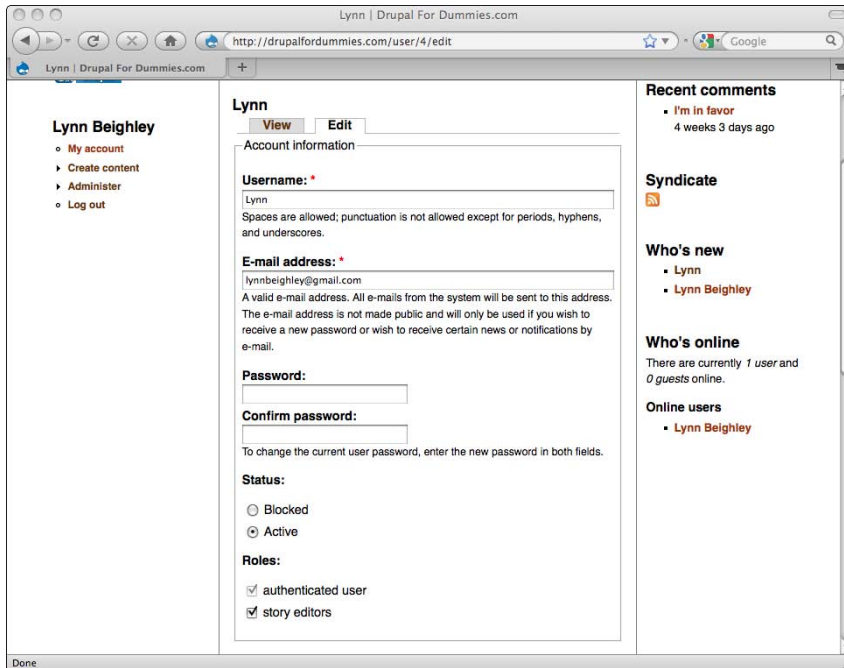 Lynn | Drupal For Dummies.com
http://drupalfordummies.com/user/4/edit
Google
Lynn | Drupal For Dummies.com
Lynn Beighley
My account
Create content
Administer
Log out
Lynn
View
Edit
Account information
Username: *
Lynn
Spaces are allowed; punctuation is not allowed except for periods, hyphens,
and underscores.
E-mail address: *
lynnbeighley@gmail.com
A valid e-mail address. All e-mails from the system will be sent to this address.
The e-mail address is not made public and will only be used if you wish to
receive a new password or wish to receive certain news or notifications by
e-mail.
Password:
Confirm password:
To change the current user password, enter the new password in both fields.
Status:
Blocked
Active
Roles:
authenticated user
story editors
Recent comments
I'm in favor
4 weeks 3 days ago
Syndicate
Who's new
Lynn
Lynn Beighley
Who's online
There are currently 1 user and
0 guests online.
Online users
Lynn Beighley
Done